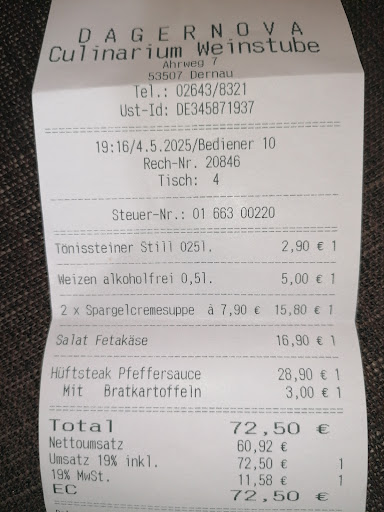 DAGERNOVA
Culinarium Weinstube
Ahrweg 7
53507 Dernau
Tel.: 02643/8321
Ust-Id: DE345871937
19:16/4.5.2025/Bediener 10
Rech-Nr. 20846
Tisch: 4
Steuer-Nr.: 01 663 00220
Tönissteiner Still 025l. 2,90 € 1
Weizen alkoholfrei 0,5l. 5,00 € 1
2 x Spargelcremesuppe à 7,90 € 15,80 € 1
Salat Fetakäse 16,90 € 1
Hüftsteak Pfeffersauce 28,90 € 1
Mit Bratkartoffeln 3,00 € 1
Total 72,50 €
Nettoumsatz 60,92 €
Umsatz 19% inkl. 72,50 € 1
19% MwSt. 11,58 € 1
EC 72,50 €